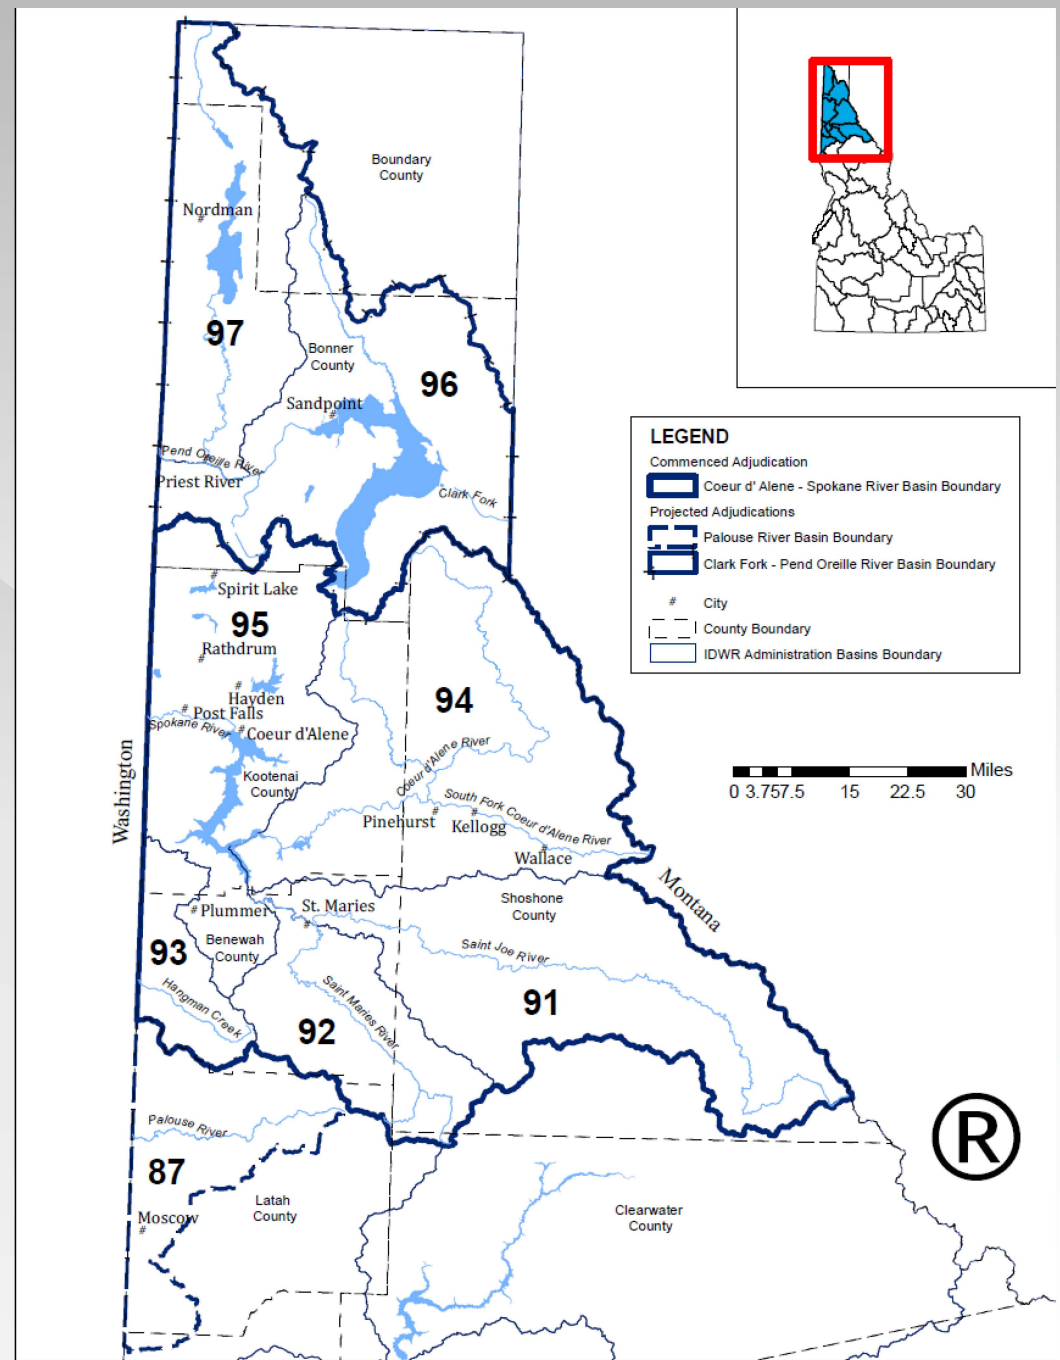 Boundary
County
Nordman
#
97
Bonner
County
96
Sandpoint
#
Pend Oreille River
Priest River
Clark Fork
#
Spirit Lake
95
Rathdrum
#
#
Hayden
#
Post Falls
94
Spokane River
#
Coeur d'Alene
Coeur d'Alene River
Kootenai
County
Washington
South Fork Coeur d'Alene River
Pinehurst
#
#
Kellogg
#
Wallace
Montana
Shoshone
County
#
Plummer
St. Maries
#
93
Benewah
County
Saint Joe River
Hangman Creek
92
Saint Maries River
91
Palouse River
87
Moscow
#
Latah
County
Clearwater
County
LEGEND
Commenced Adjudication
Coeur d' Alene - Spokane River Basin Boundary
Projected Adjudications
Palouse River Basin Boundary
Clark Fork - Pend Oreille River Basin Boundary
# City
County Boundary
IDWR Administration Basins Boundary
Miles
0 3.757.5 15 22.5 30
®